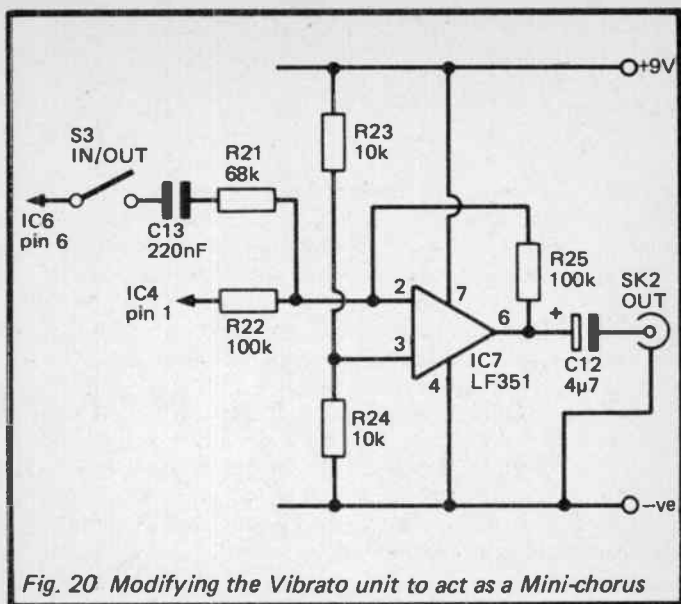 +9V
S3
IN/OUT
R23
10k
R21
68k
IC6
pin 6
C13
220nF
R25
100k
SK2
OUT
IC4
pin 1
R22
100k
2
7
6
+
3
4
IC7
LF351
C12
4µ7
R24
10k
−ve
Fig. 20 Modifying the Vibrato unit to act as a Mini-chorus